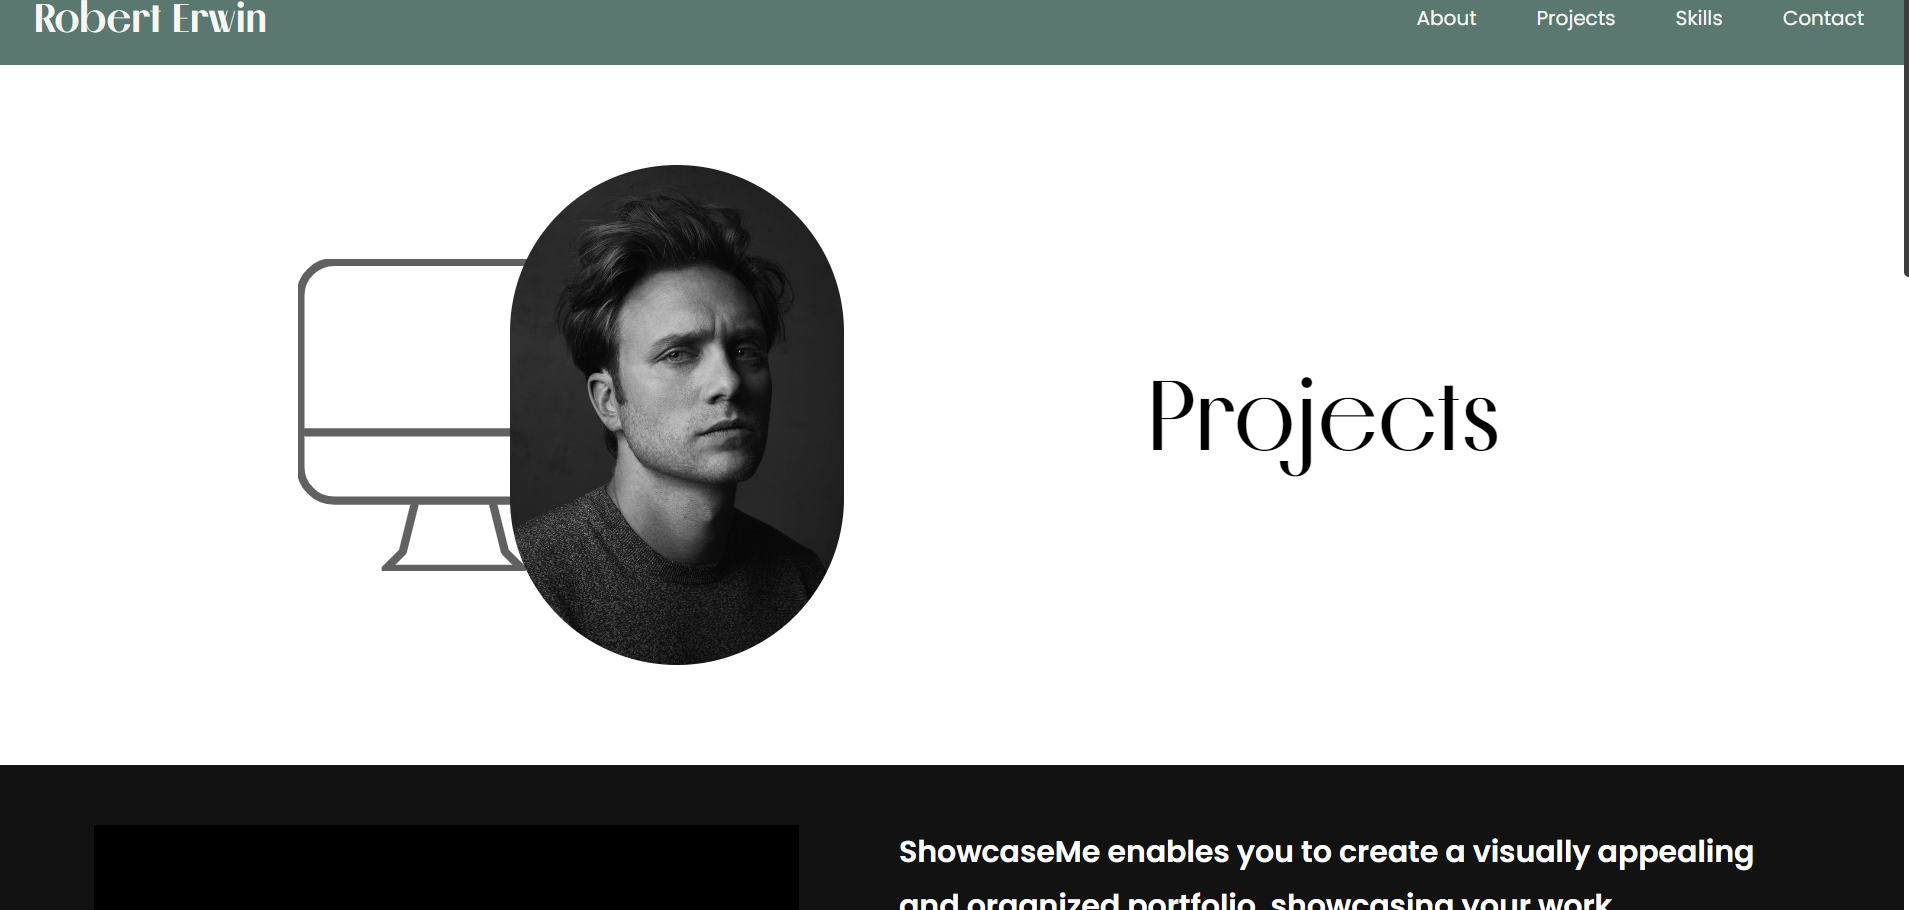 Robert Erwin
About Projects Skills Contact
Projects
ShowcaseMe enables you to create a visually appealing
and organized portfolio, showcasing your work